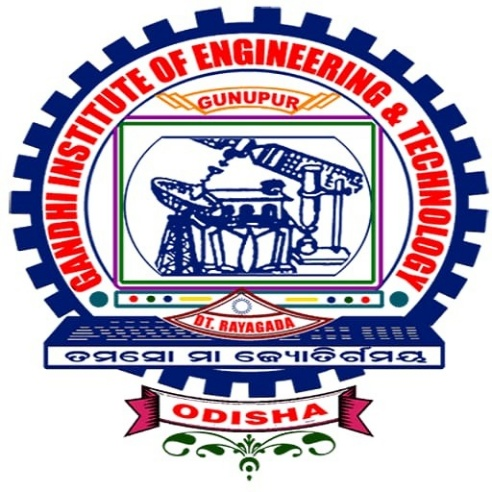 GANDHI INSTITUTE OF ENGINEERING & TECHNOLOGY
GUNUPUR
DT. RAYAGADA
ତମସୋ ମା ଜ୍ୟୋତିର୍ଗମୟ
ODISHA